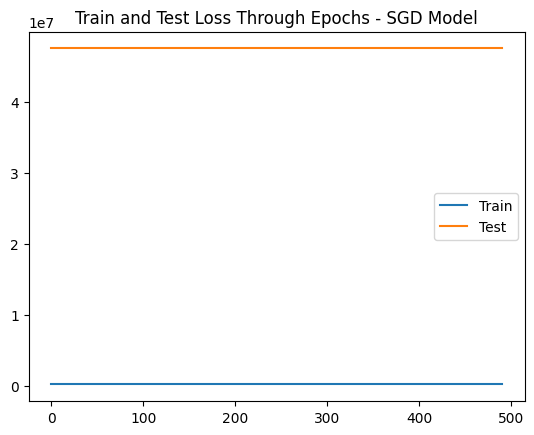 Train and Test Loss Through Epochs - SGD Model
1e7
4
3
2
1
0
Train
Test
0 100 200 300 400 500